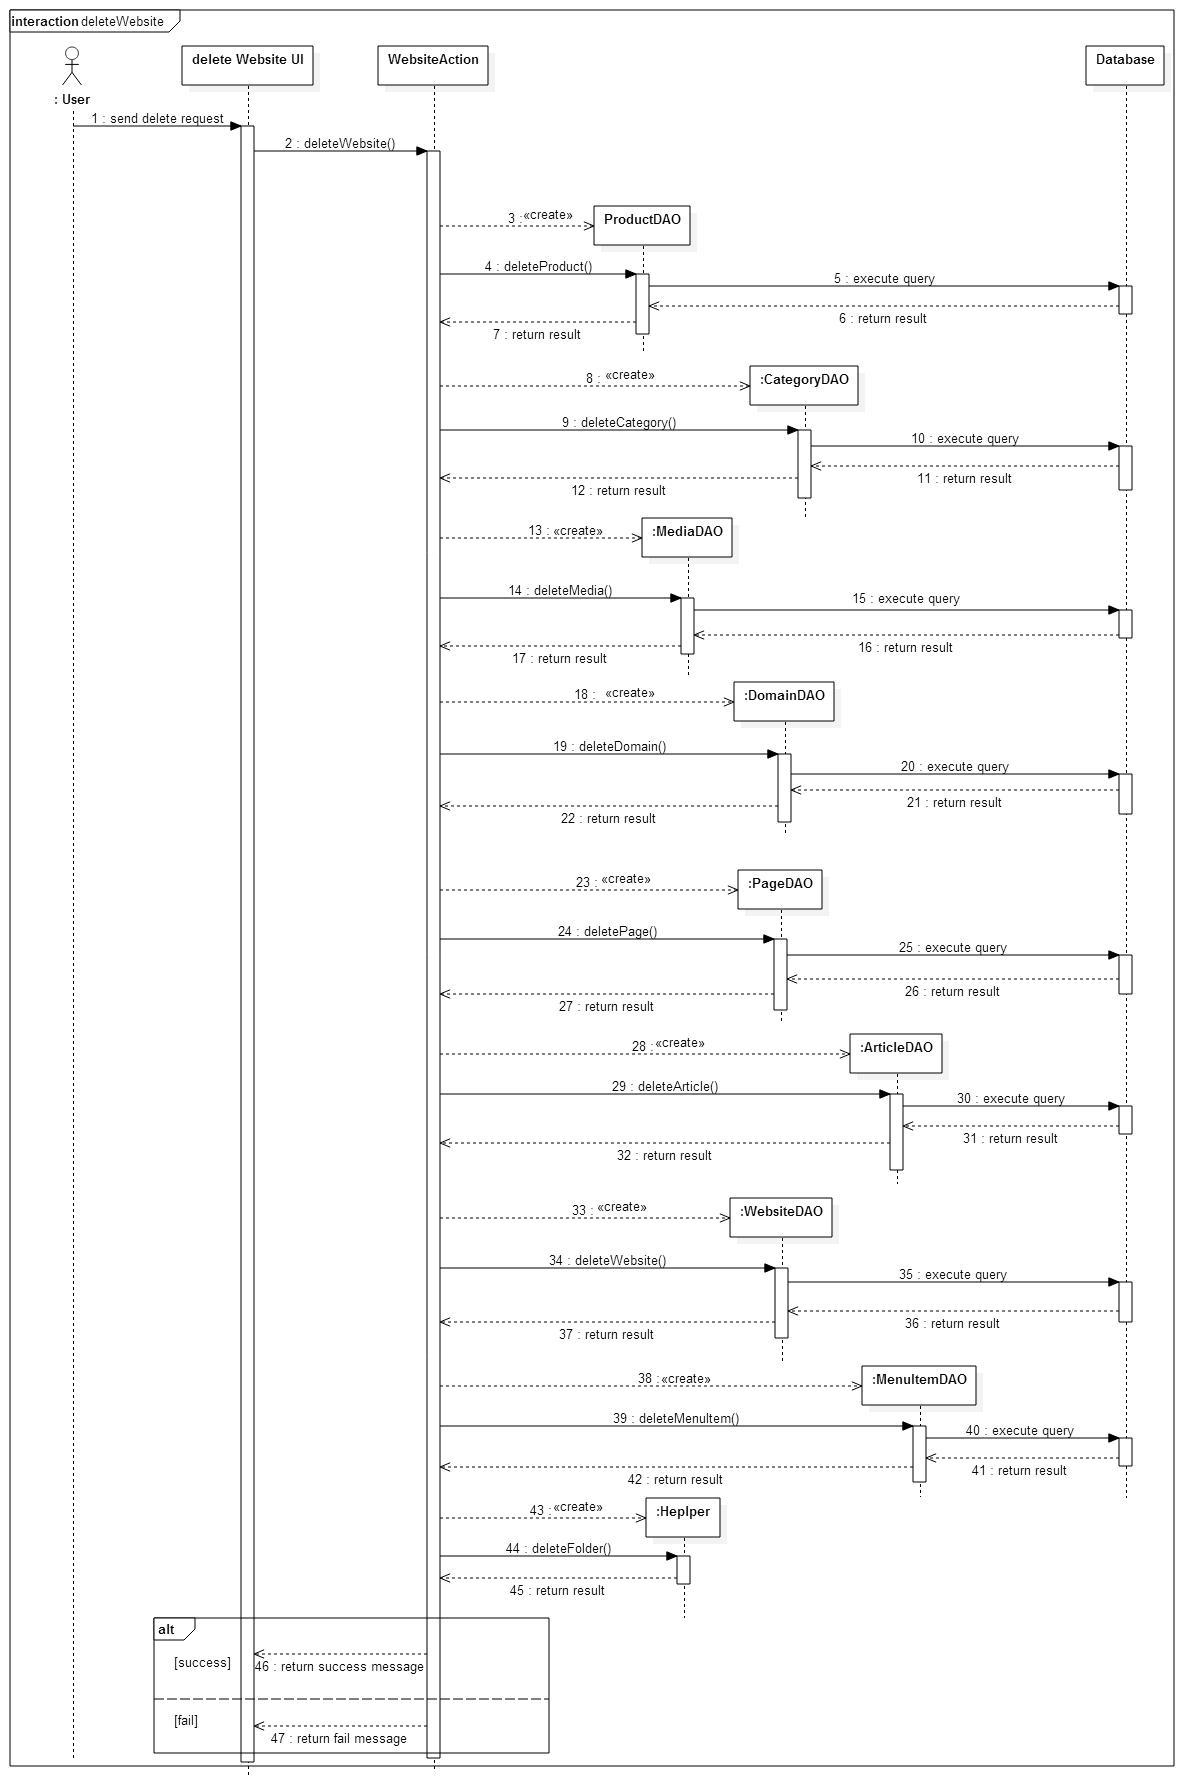 interaction deleteWebsite
delete Website UI
WebsiteAction
Database
: User
1 : send delete request
2 : deleteWebsite()
3 : «create»
ProductDAO
4 : deleteProduct()
5 : execute query
6 : return result
7 : return result
8 : «create»
:CategoryDAO
9 : deleteCategory()
10 : execute query
11 : return result
12 : return result
13 : «create»
:MediaDAO
14 : deleteMedia()
15 : execute query
16 : return result
17 : return result
18 : «create»
:DomainDAO
19 : deleteDomain()
20 : execute query
21 : return result
22 : return result
23 : «create»
:PageDAO
24 : deletePage()
25 : execute query
26 : return result
27 : return result
28 : «create»
:ArticleDAO
29 : deleteArticle()
30 : execute query
31 : return result
32 : return result
33 : «create»
:WebsiteDAO
34 : deleteWebsite()
35 : execute query
36 : return result
37 : return result
38 : «create»
:MenuItemDAO
39 : deleteMenuItem()
40 : execute query
41 : return result
42 : return result
43 : «create»
:Heplper
44 : deleteFolder()
45 : return result
alt
[success]
46 : return success message
[fail]
47 : return fail message